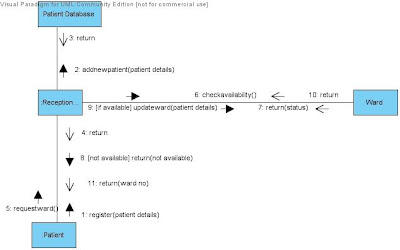 Visual Paradigm for UML Community Edition [not for commercial use]
Patient Database
3: return
2: addnewpatient(patient details)
:Reception...
6: checkavailability()
10: return
Ward
9: [if available] updateward(patient details)
7: return(status)
4: return
8: [not available] return(not available)
11: return(ward no)
5: requestward()
1: register(patient details)
Patient